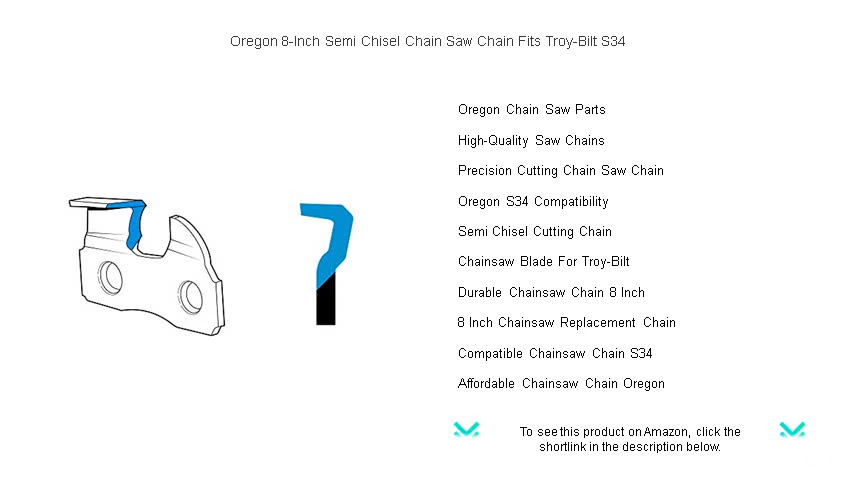 Oregon 8-Inch Semi Chisel Chain Saw Chain Fits Troy-Bilt S34
Oregon Chain Saw Parts
High-Quality Saw Chains
Precision Cutting Chain Saw Chain
Oregon S34 Compatibility
Semi Chisel Cutting Chain
Chainsaw Blade For Troy-Bilt
Durable Chainsaw Chain 8 Inch
8 Inch Chainsaw Replacement Chain
Compatible Chainsaw Chain S34
Affordable Chainsaw Chain Oregon
To see this product on Amazon, click the
shortlink in the description below.